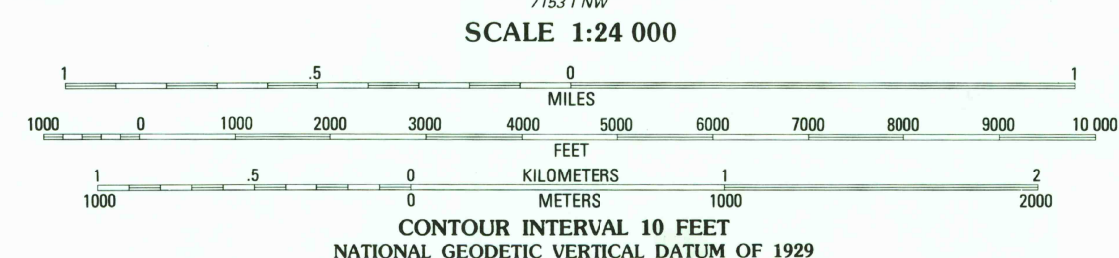 7153 I NW
SCALE 1:24 000
1 .5 0 1
MILES
1000 0 1000 2000 3000 4000 5000 6000 7000 8000 9000 10 000
FEET
1 .5 0 KILOMETERS 1 2
1000 0 METERS 1000 2000
CONTOUR INTERVAL 10 FEET
NATIONAL GEODETIC VERTICAL DATUM OF 1929